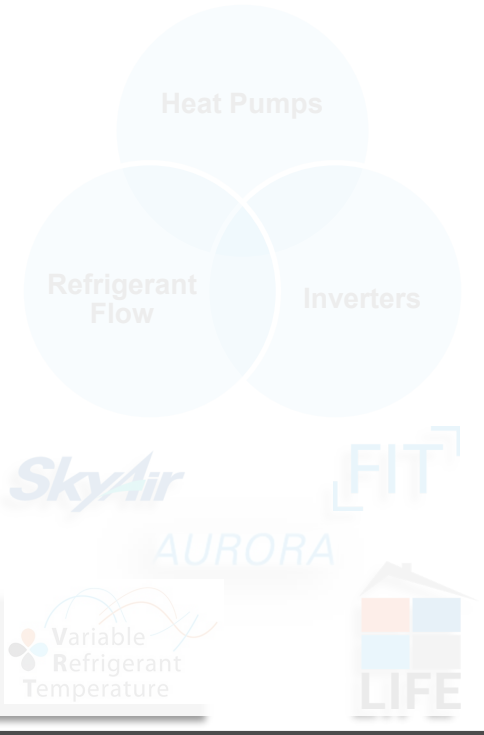 Heat Pumps
Refrigerant
Flow
Inverters
SkyAir
FIT
AURORA
Variable
Refrigerant
Temperature
LIFE